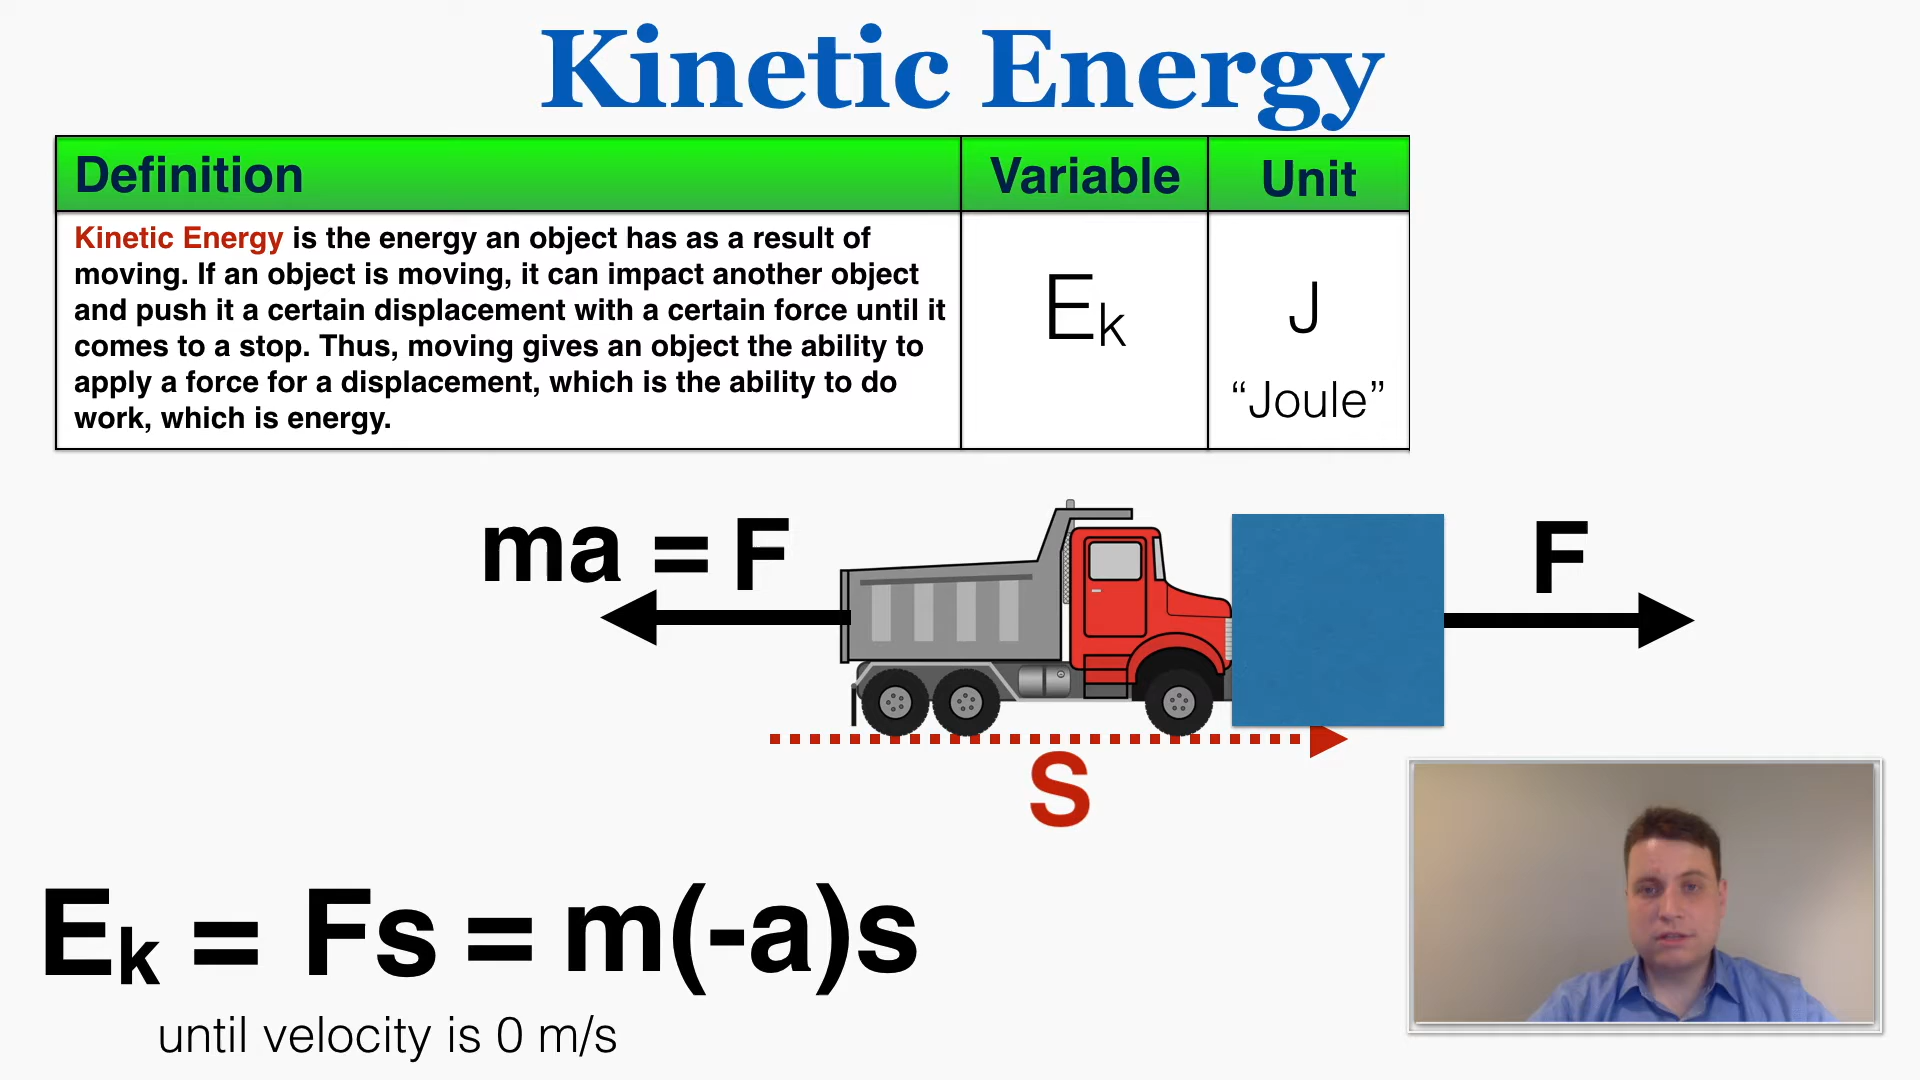 Kinetic Energy
Definition
Variable
Unit
Kinetic Energy is the energy an object has as a result of
moving. If an object is moving, it can impact another object
and push it a certain displacement with a certain force until it
comes to a stop. Thus, moving gives an object the ability to
apply a force for a displacement, which is the ability to do
work, which is energy.
Eₖ
J
“Joule”
ma = F
F
S
Eₖ = Fs = m(-a)s
until velocity is 0 m/s